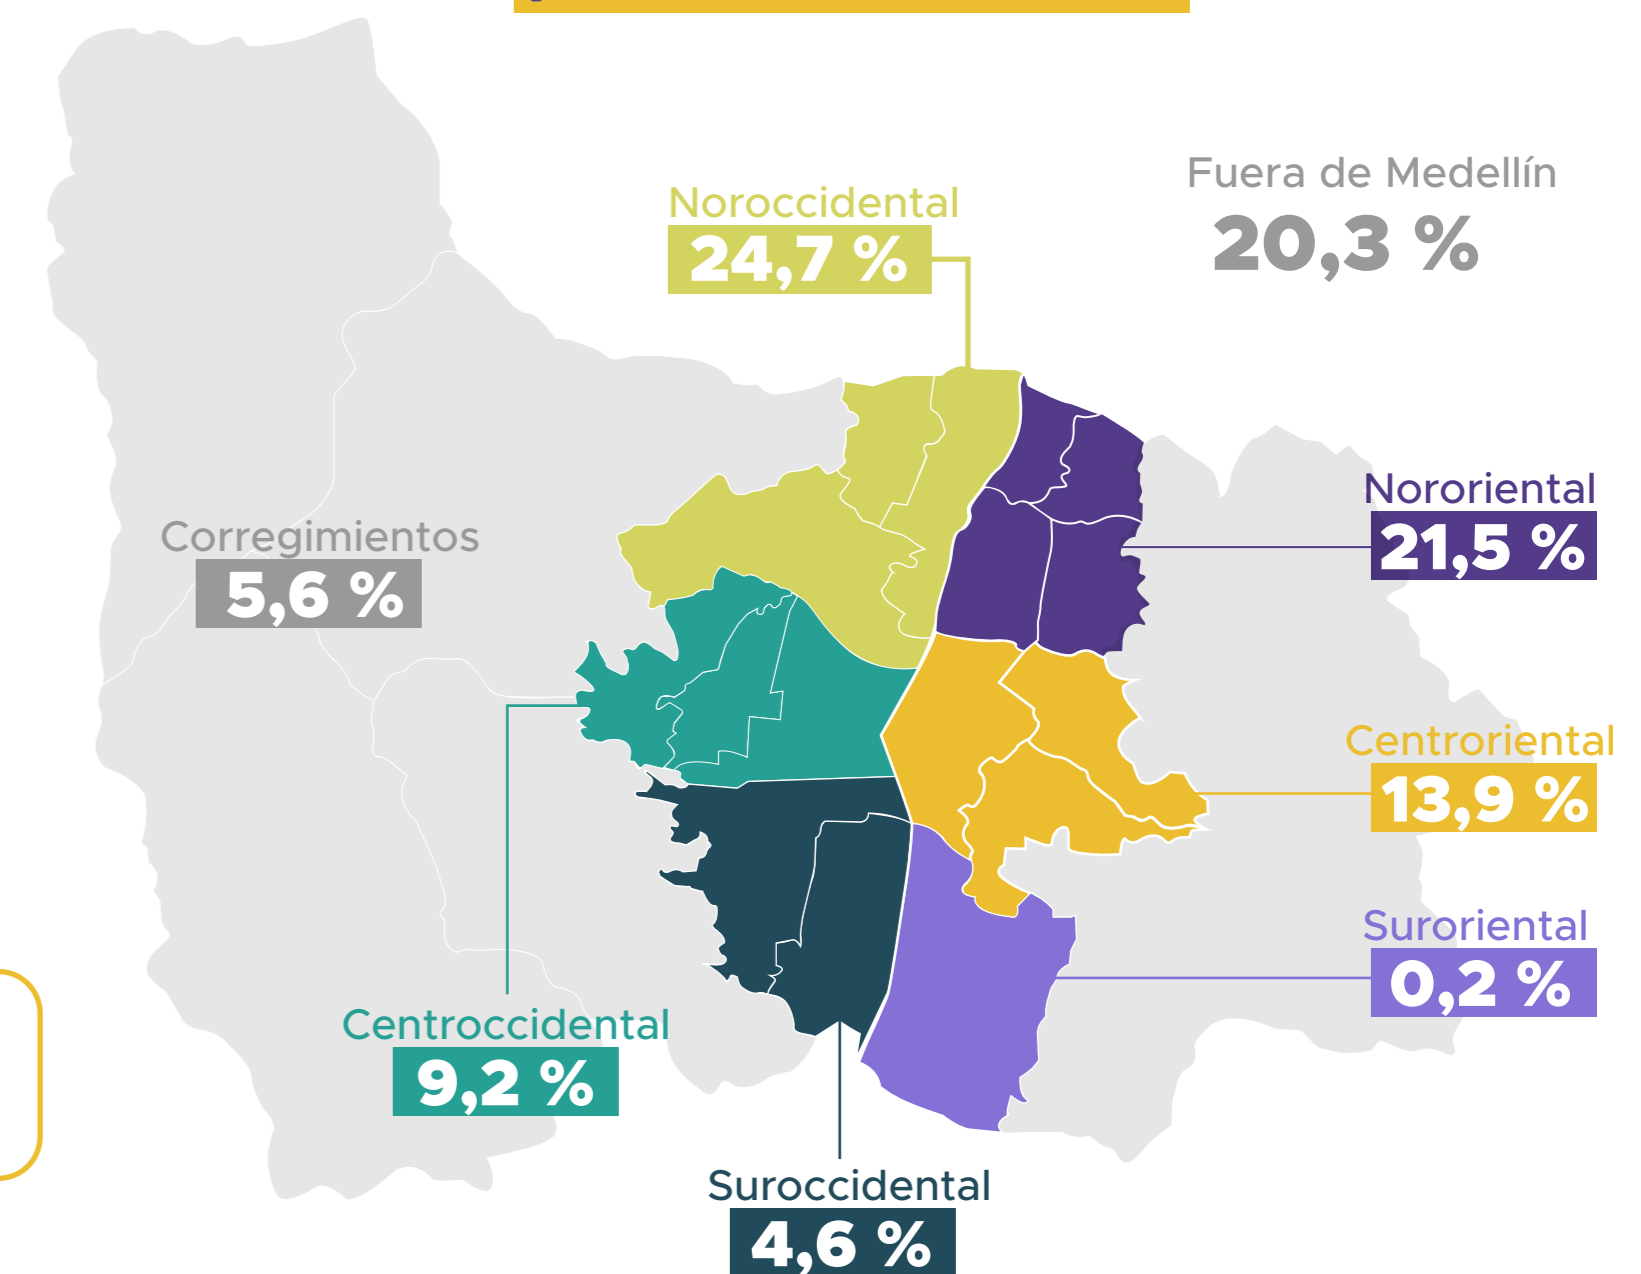 Fuera de Medellín
20,3 %
Noroccidental
24,7 %
Nororiental
21,5 %
Corregimientos
5,6 %
Centroriental
13,9 %
Suroriental
0,2 %
Centroccidental
9,2 %
Suroccidental
4,6 %